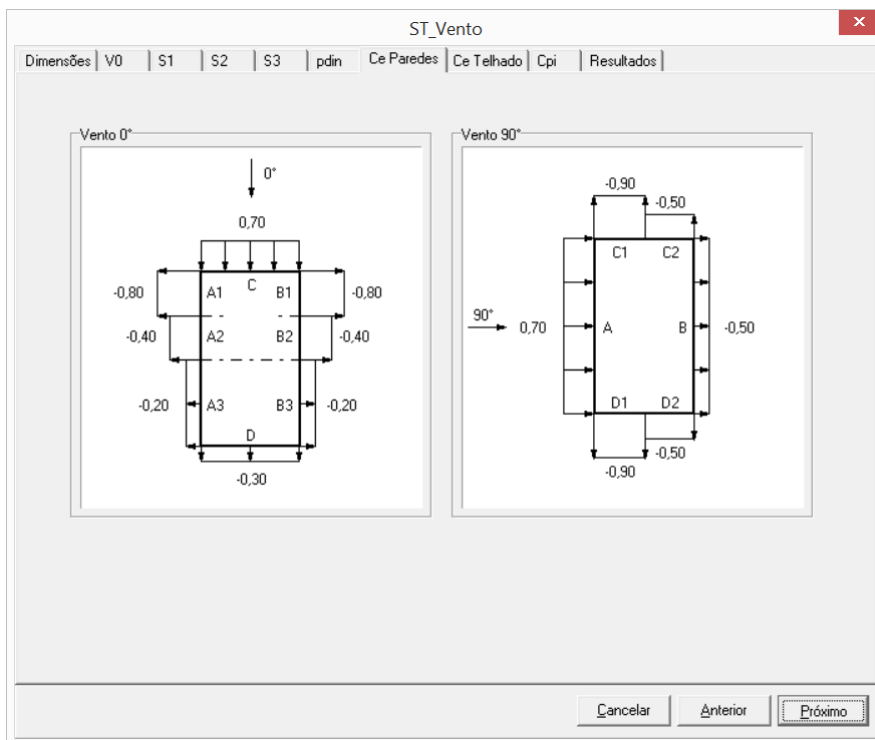 ST_Vento
Dimensões V0 S1 S2 S3 pdin Ce Paredes Ce Telhado Cpi Resultados
Vento 0°
0°
0,70
-0,80 A1 C B1 -0,80
-0,40 A2 B2 -0,40
-0,20 A3 B3 -0,20
D
-0,30
Vento 90°
-0,90
-0,50
C1 C2
90°
0,70 A B -0,50
D1 D2
-0,50
-0,90
Cancelar Anterior Próximo